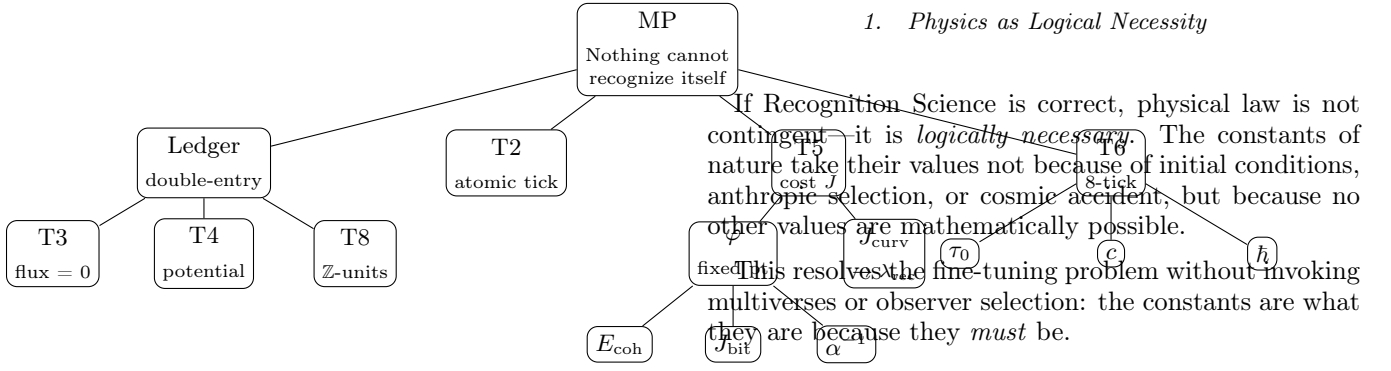 MP
Nothing cannot
recognize itself
Ledger
double-entry
T2
atomic tick
T5
cost J
T6
8-tick
T3
flux = 0
T4
potential
T8
ℤ-units
φ
fixed pt
J_curv
→ λ_rec
τ₀
c
ℏ
E_coh
J_bit
α⁻¹
1. Physics as Logical Necessity
If Recognition Science is correct, physical law is not
contingent—it is logically necessary. The constants of
nature take their values not because of initial conditions,
anthropic selection, or cosmic accident, but because no
other values are mathematically possible.
This resolves the fine-tuning problem without invoking
multiverses or observer selection: the constants are what
they are because they must be.